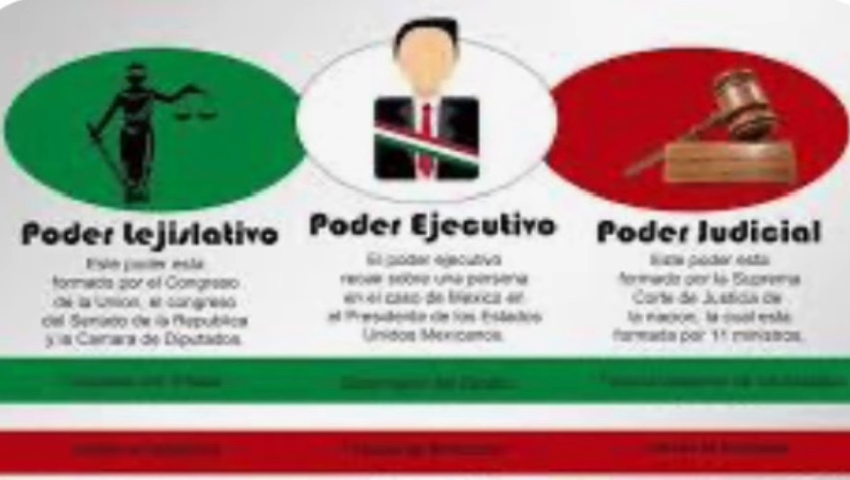 Poder Lejislativo
Este poder esta
formado por el Congreso
de la Union, el congreso
del Senado de la Republica
y la Camara de Diputados.
Poder Ejecutivo
El poder ejecutivo
recae sobre una persona
en el caso de Mexico en
el Presidente de los Estados
Unidos Mexicanos.
Poder Judicial
Este poder esta
formado por la Suprema
Corte de Justicia de
la nacion, la cual esta
formada por 11 ministros.